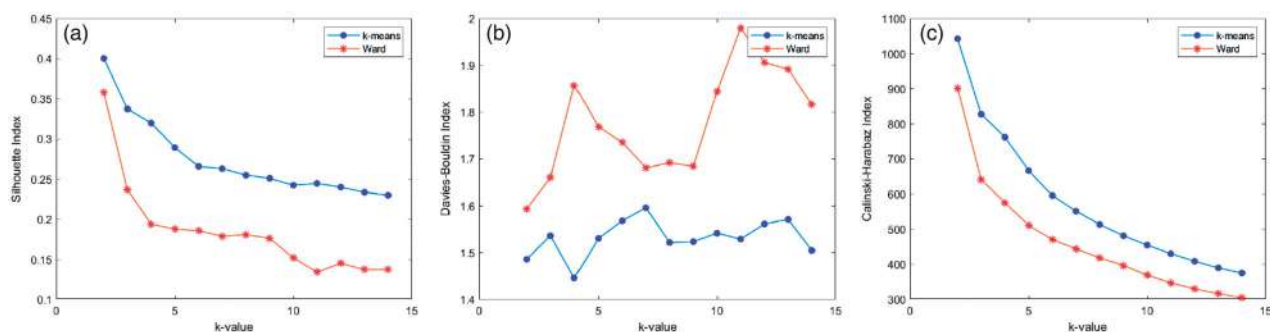 (a)
k-means
Ward
0.45
0.4
0.35
0.3
0.25
0.2
0.15
0.1
Silhouette Index
0
5
10
15
k-value
(b)
k-means
Ward
2
1.9
1.8
1.7
1.6
1.5
1.4
Davies-Bouldin Index
0
5
10
15
k-value
(c)
k-means
Ward
1100
1000
900
800
700
600
500
400
300
Calinski-Harabaz Index
0
5
10
15
k-value